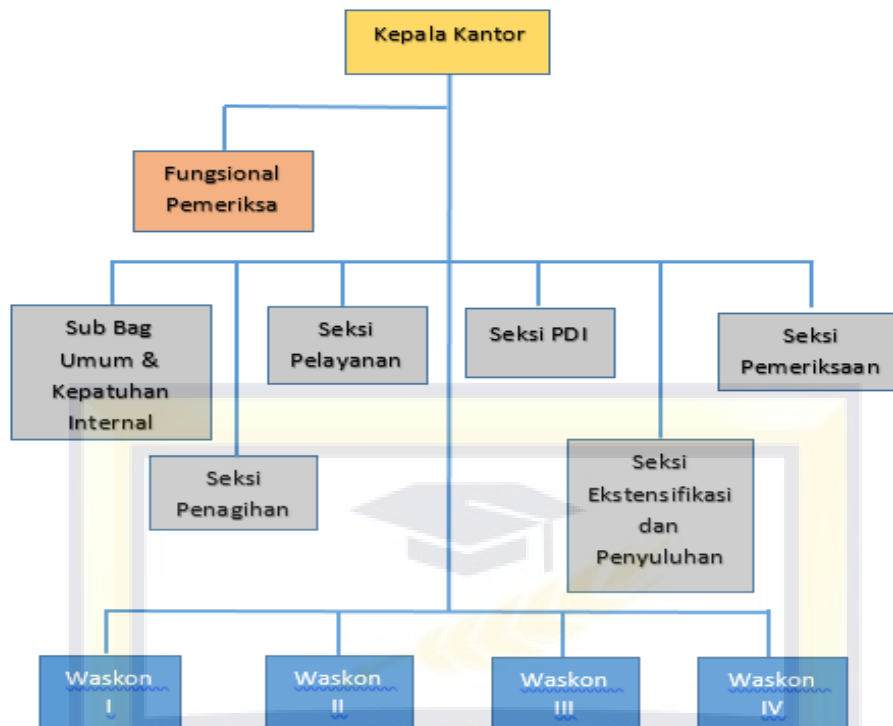 Kepala Kantor
Fungsional
Pemeriksa
Sub Bag
Umum &
Kepatuhan
Internal
Seksi
Penagihan
Seksi
Pelayanan
Seksi PDI
Seksi
Ekstensifikasi
dan
Penyuluhan
Seksi
Pemeriksaan
Waskon
I
Waskon
II
Waskon
III
Waskon
IV